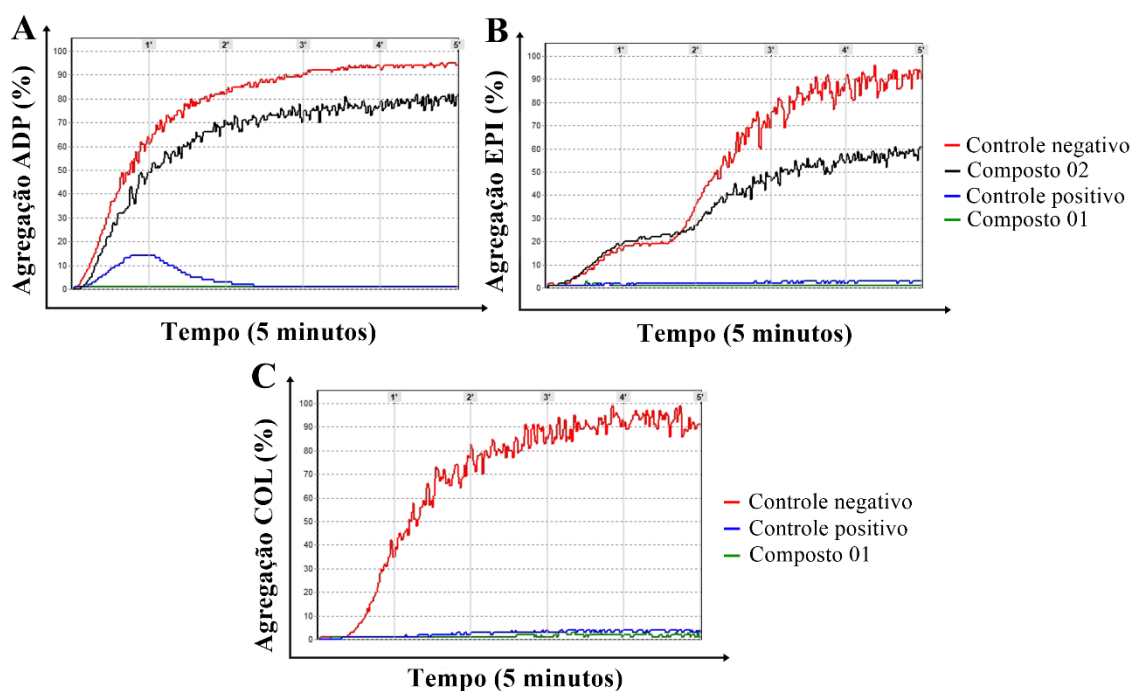 A
1' 2' 3' 4' 5'
100
90
80
70
60
50
40
30
20
10
0
Agregação ADP (%)
Tempo (5 minutos)
B
1' 2' 3' 4' 5'
100
90
80
70
60
50
40
30
20
10
0
Agregação EPI (%)
Tempo (5 minutos)
Controle negativo
Composto 02
Controle positivo
Composto 01
C
1' 2' 3' 4' 5'
100
90
80
70
60
50
40
30
20
10
0
Agregação COL (%)
Tempo (5 minutos)
Controle negativo
Controle positivo
Composto 01